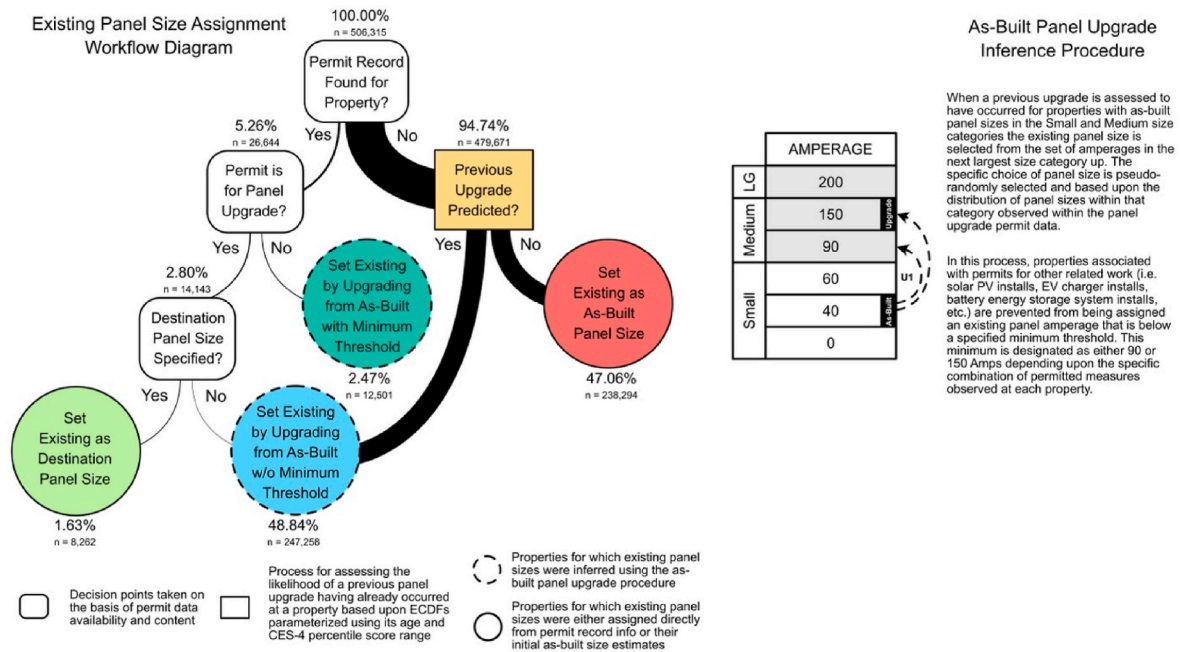 Existing Panel Size Assignment
Workflow Diagram
100.00%
n = 506,315
Permit Record
Found for
Property?
Yes
No
5.26%
n = 26,644
94.74%
n = 479,671
Permit is
for Panel
Upgrade?
Previous
Upgrade
Predicted?
Yes
No
Yes
No
2.80%
n = 14,143
Set Existing
by Upgrading
from As-Built
with Minimum
Threshold
Set
Existing as
As-Built
Panel Size
Destination
Panel Size
Specified?
2.47%
n = 12,501
47.06%
n = 238,294
Yes
No
Set
Existing as
Destination
Panel Size
Set Existing
by Upgrading
from As-Built
w/o Minimum
Threshold
1.63%
n = 8,262
48.84%
n = 247,258
Decision points taken on
the basis of permit data
availability and content
Process for assessing the
likelihood of a previous panel
upgrade having already occurred
at a property based upon ECDFs
parameterized using its age and
CES-4 percentile score range
Properties for which existing panel
sizes were inferred using the as-
built panel upgrade procedure
Properties for which existing panel
sizes were either assigned directly
from permit record info or their
initial as-built size estimates
AMPERAGE
LG
200
Medium
150
Upgrade
90
U1
Small
60
40
As-Built
0
As-Built Panel Upgrade
Inference Procedure
When a previous upgrade is assessed to
have occurred for properties with as-built
panel sizes in the Small and Medium size
categories the existing panel size is
selected from the set of amperages in the
next largest size category up. The
specific choice of panel size is pseudo-
randomly selected and based upon the
distribution of panel sizes within that
category observed within the panel
upgrade permit data.
In this process, properties associated
with permits for other related work (i.e.
solar PV installs, EV charger installs,
battery energy storage system installs,
etc.) are prevented from being assigned
an existing panel amperage that is below
a specified minimum threshold. This
minimum is designated as either 90 or
150 Amps depending upon the specific
combination of permitted measures
observed at each property.